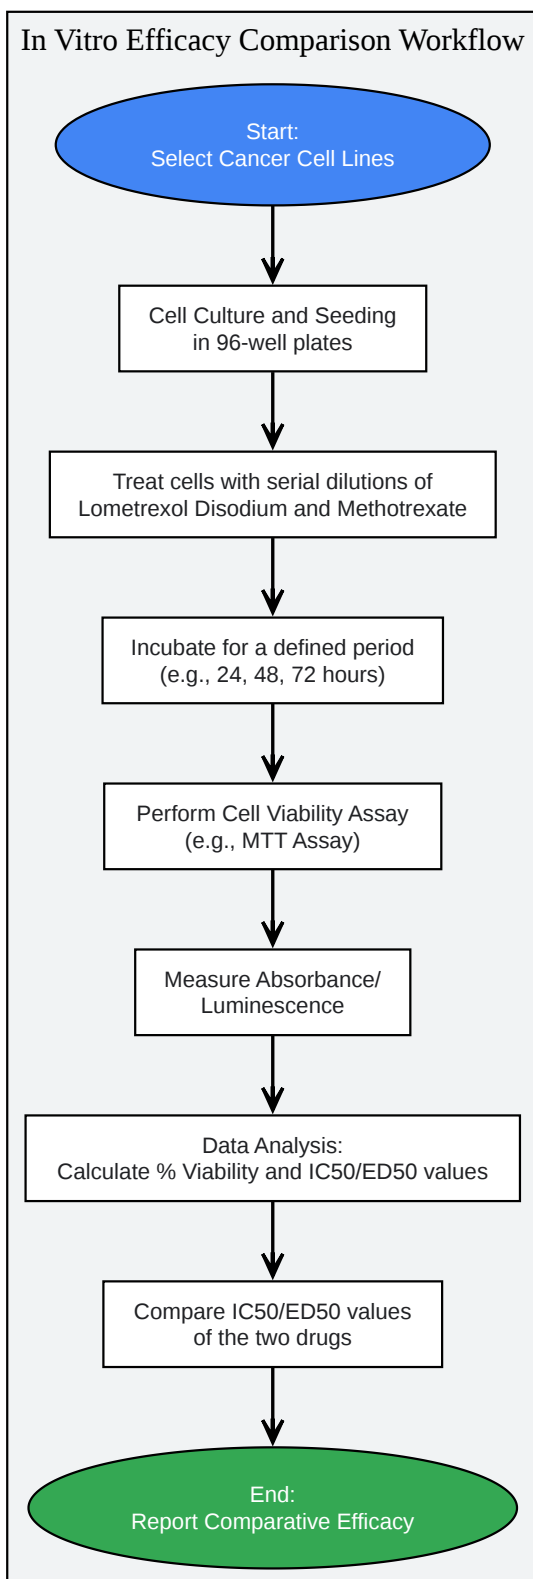 In Vitro Efficacy Comparison Workflow
Start:
Select Cancer Cell Lines
Cell Culture and Seeding
in 96-well plates
Treat cells with serial dilutions of
Lometrexol Disodium and Methotrexate
Incubate for a defined period
(e.g., 24, 48, 72 hours)
Perform Cell Viability Assay
(e.g., MTT Assay)
Measure Absorbance/
Luminescence
Data Analysis:
Calculate % Viability and IC50/ED50 values
Compare IC50/ED50 values
of the two drugs
End:
Report Comparative Efficacy